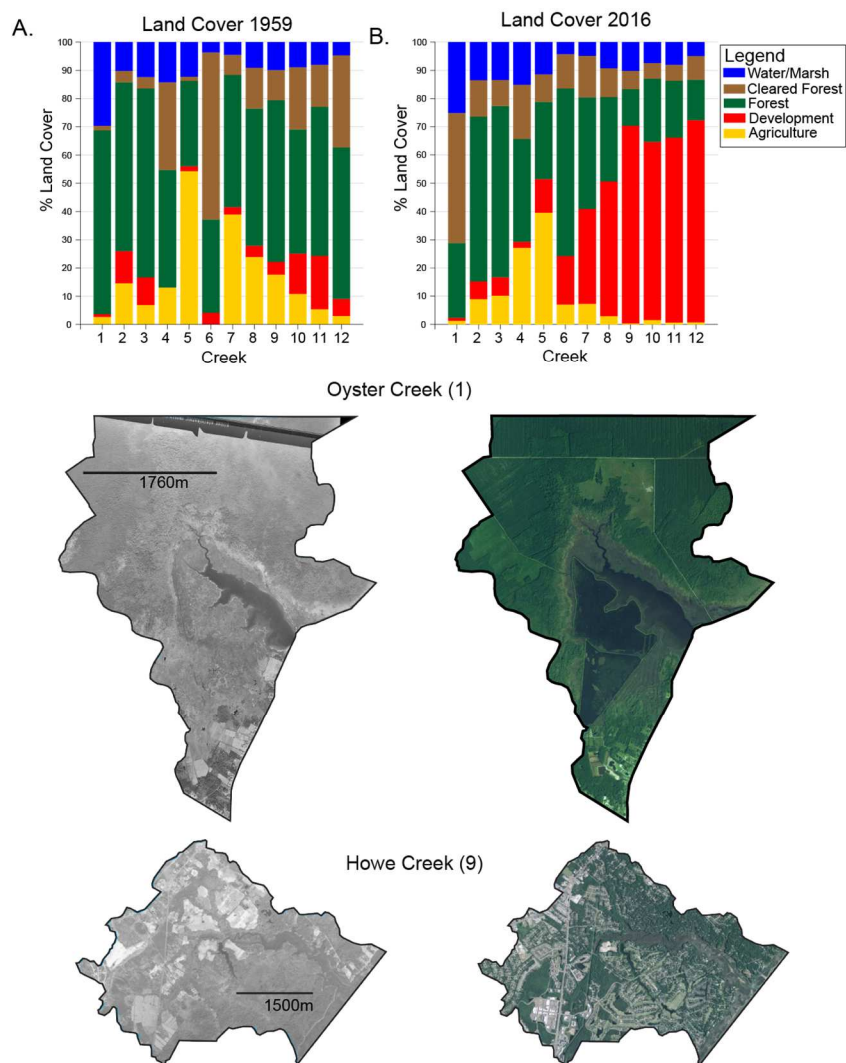 A.
Land Cover 1959
B.
Land Cover 2016
Legend
Water/Marsh
Cleared Forest
Forest
Development
Agriculture
% Land Cover
100
90
80
70
60
50
40
30
20
10
0
1 2 3 4 5 6 7 8 9 10 11 12
Creek
% Land Cover
100
90
80
70
60
50
40
30
20
10
0
1 2 3 4 5 6 7 8 9 10 11 12
Creek
Oyster Creek (1)
1760m
Howe Creek (9)
1500m